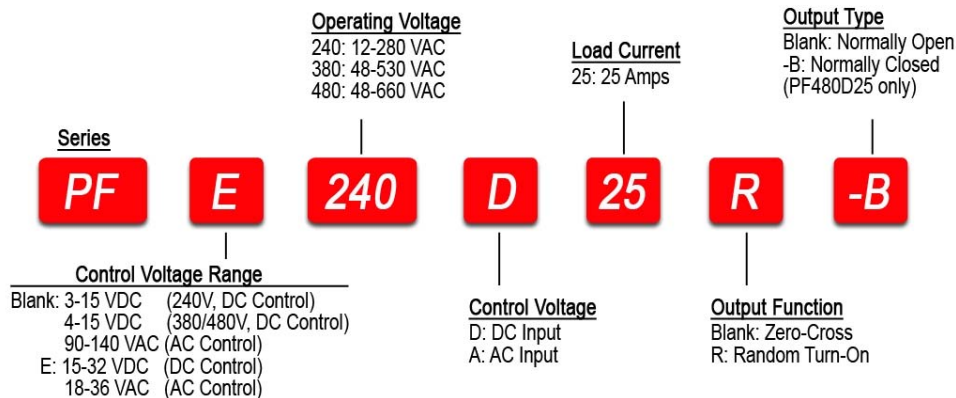 Operating Voltage
240: 12-280 VAC
380: 48-530 VAC
480: 48-660 VAC
Load Current
25: 25 Amps
Output Type
Blank: Normally Open
-B: Normally Closed
(PF480D25 only)
Series
PF E 240 D 25 R -B
Control Voltage Range
Blank: 3-15 VDC (240V, DC Control)
4-15 VDC (380/480V, DC Control)
90-140 VAC (AC Control)
E: 15-32 VDC (DC Control)
18-36 VAC (AC Control)
Control Voltage
D: DC Input
A: AC Input
Output Function
Blank: Zero-Cross
R: Random Turn-On